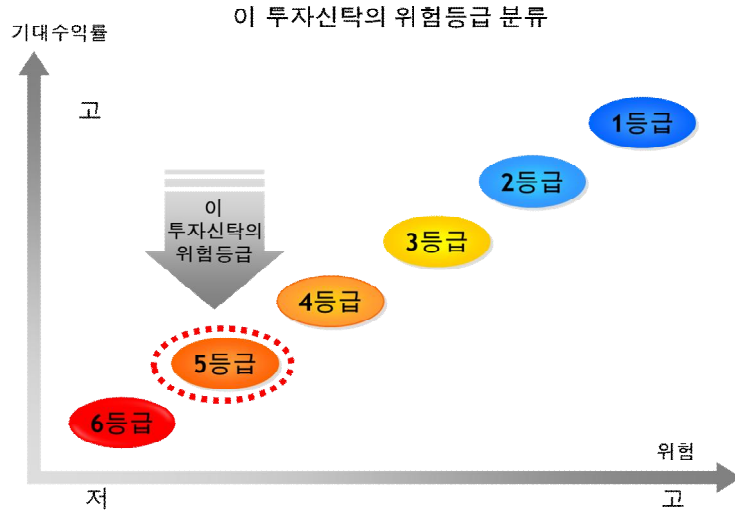 이 투자신탁의 위험등급 분류
기대수익률
고
1등급
2등급
이
투자신탁의
위험등급
3등급
4등급
5등급
6등급
위험
저
고